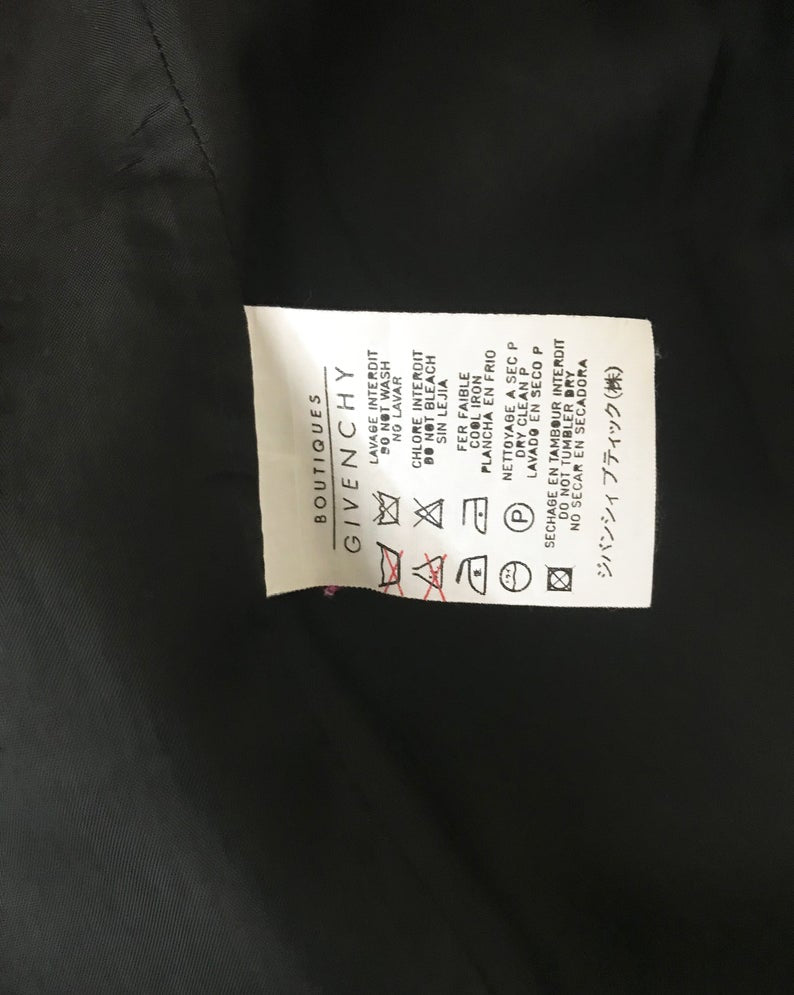 BOUTIQUES
GIVENCHY
LAVAGE INTERDIT
DO NOT WASH
NO LAVAR
CHLORE INTERDIT
DO NOT BLEACH
SIN LEJIA
FER FAIBLE
COOL IRON
PLANCHA EN FRIO
P
NETTOYAGE A SEC P
DRY CLEAN P
LAVADO EN SECO P
SECHAGE EN TAMBOUR INTERDIT
DO NOT TUMBLER DRY
NO SECAR EN SECADORA
ジバンシィ ブティック(株)